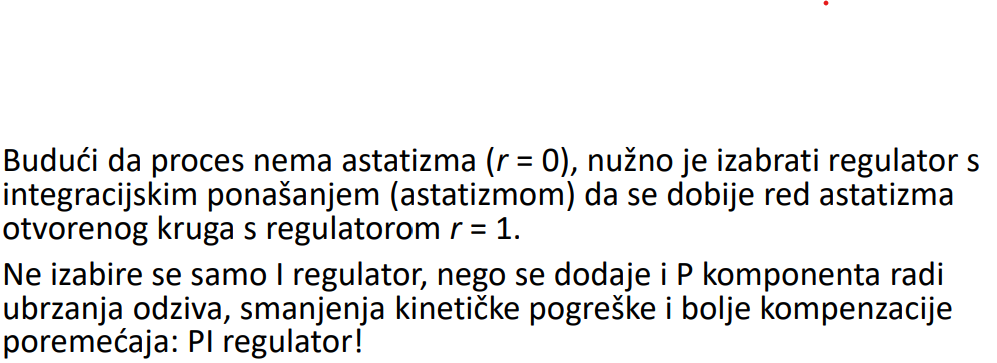 Budući da proces nema astatizma (r = 0), nužno je izabrati regulator s
integracijskim ponašanjem (astatizmom) da se dobije red astatizma
otvorenog kruga s regulatorom r = 1.
Ne izabire se samo I regulator, nego se dodaje i P komponenta radi
ubrzanja odziva, smanjenja kinetičke pogreške i bolje kompenzacije
poremećaja: PI regulator!